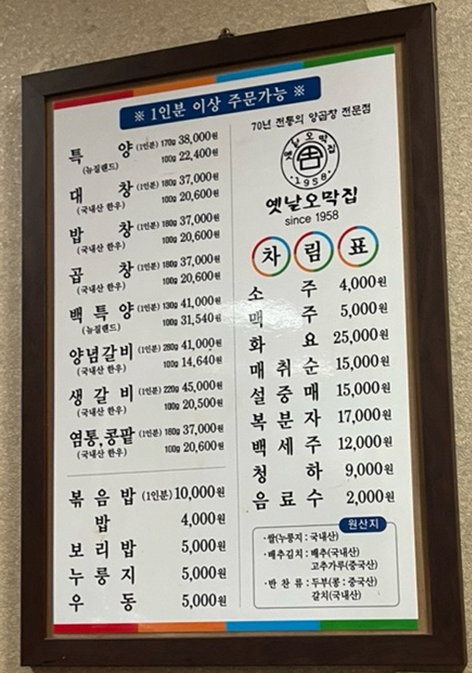 ※ 1인분 이상 주문가능 ※
특 양 (1인분) 170g 38,000원
(뉴질랜드) 100g 22,400원
대 창 (1인분) 180g 37,000원
(국내산 한우) 100g 20,600원
밥 창 (1인분) 180g 37,000원
(국내산 한우) 100g 20,600원
곱 창 (1인분) 180g 37,000원
(국내산 한우) 100g 20,600원
백 특 양 (1인분) 130g 41,000원
(뉴질랜드) 100g 31,540원
양념갈비 (1인분) 280g 41,000원
(국내산 한우) 100g 14,640원
생 갈 비 (1인분) 220g 45,000원
(국내산 한우) 100g 20,500원
염통,콩팥 (1인분) 180g 37,000원
(국내산 한우) 100g 20,600원
볶 음 밥 (1인분) 10,000원
밥 4,000원
보 리 밥 5,000원
누 룽 지 5,000원
우 동 5,000원
70년 전통의 양곱창 전문점
옛날오막집
·1958·
옛날오막집
since 1958
차 림 표
소 주 4,000원
맥 주 5,000원
화 요 25,000원
매 취 순 15,000원
설 중 매 15,000원
복 분 자 17,000원
백 세 주 12,000원
청 하 9,000원
음 료 수 2,000원
원산지
·쌀(누룽지 : 국내산)
·배추김치 : 배추(국내산)
고추가루(중국산)
·반 찬 류 : 두부(콩 : 중국산)
갈치(국내산)